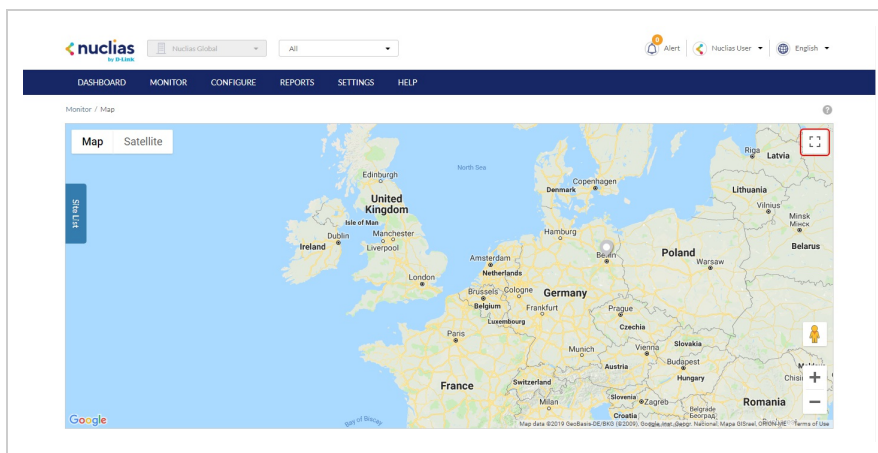 nuclias
by D-Link
Nuclias Global
All
0
Alert
Nuclias User
English
DASHBOARD MONITOR CONFIGURE REPORTS SETTINGS HELP
Monitor / Map
Map Satellite
Site List
Edinburgh
North Sea
Copenhagen
Denmark
Riga
Latvia
Lithuania
United
Kingdom
Vilnius
Isle of Man
Minsk
Мінск
Dublin
Manchester
Hamburg
Ireland
Liverpool
Belarus
Berlin
Poland
Amsterdam
Warsaw
Netherlands
London
Brussels
Cologne
Germany
Belgium
Frankfurt
Prague
Luxembourg
Czechia
Paris
Munich
Vienna
Slovakia
Austria
Budapest
France
Switzerland
Hungary
Milan
Slovenia
Zagreb
Romania
Croatia
Belgrade
Београд
Google
Bay of Biscay
Map data ©2019 GeoBasis-DE/BKG (©2009), Google, Inst. Geogr. Nacional, Mapa GISrael, ORION-ME
Terms of Use